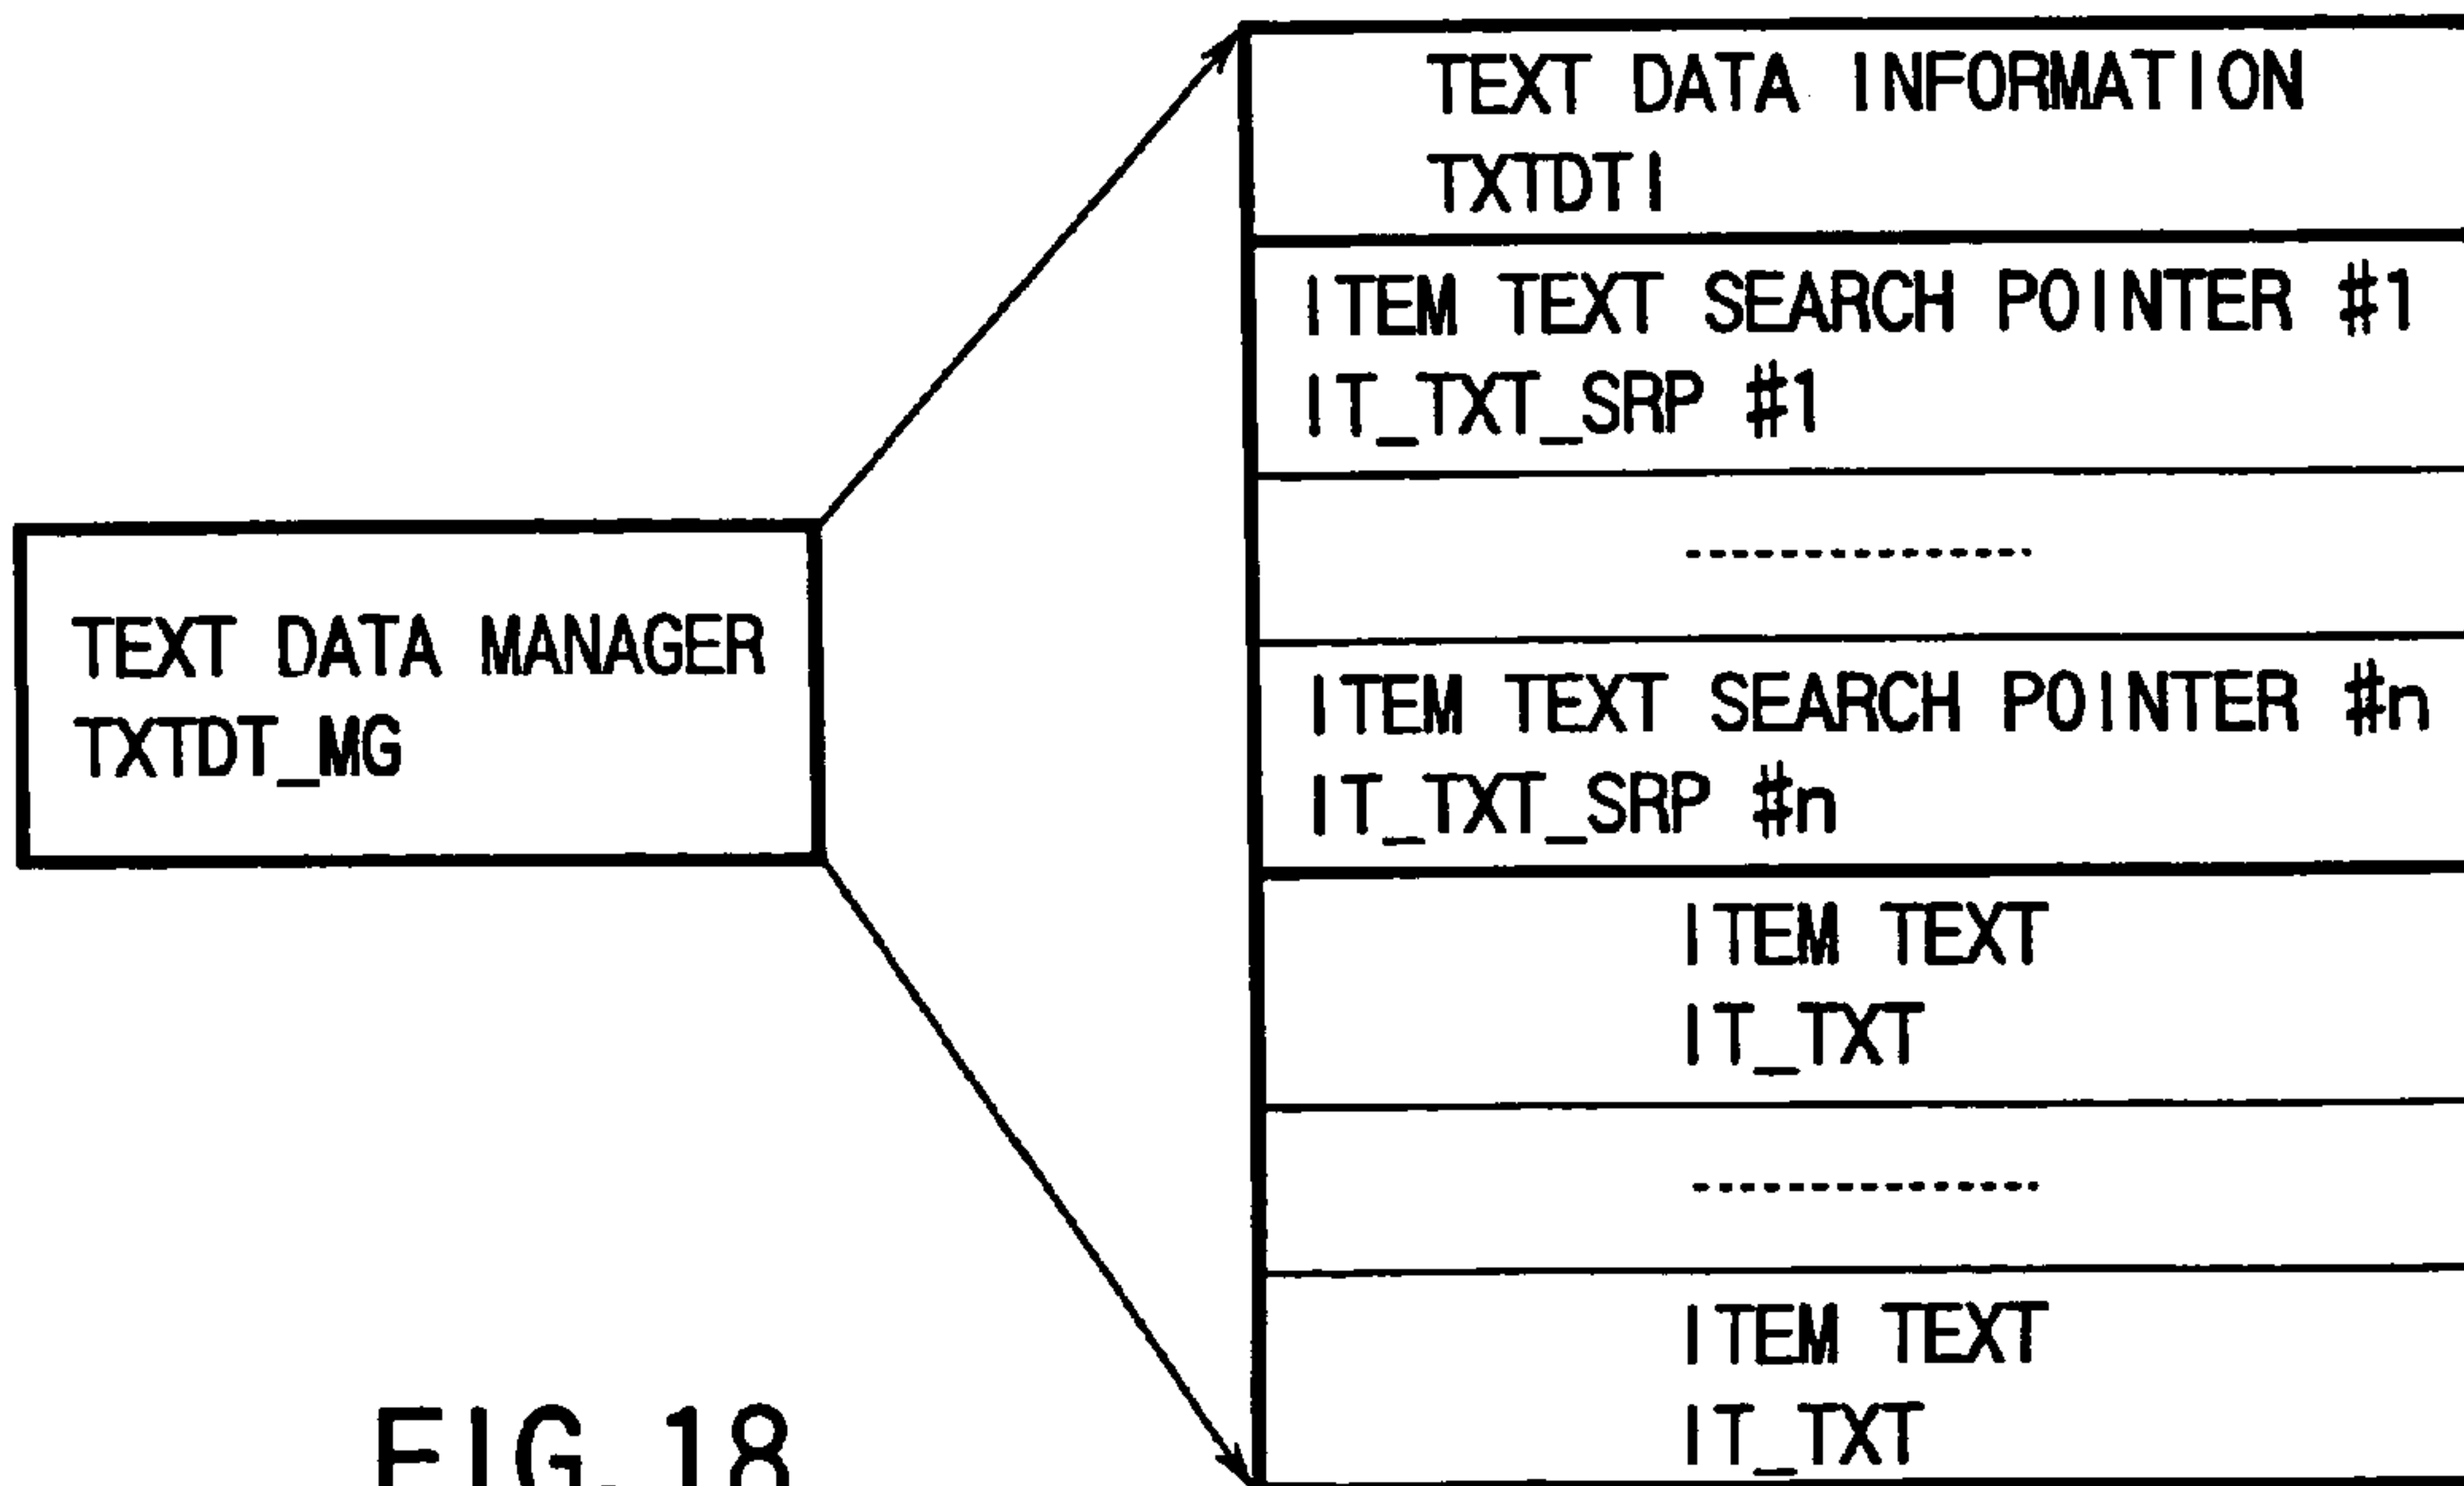 TEXT DATA MANAGER
TXTDT_MG
TEXT DATA INFORMATION
TXTDTI
ITEM TEXT SEARCH POINTER #1
IT_TXT_SRP #1
ITEM TEXT SEARCH POINTER #n
IT_TXT_SRP #n
ITEM TEXT
IT_TXT
ITEM TEXT
IT_TXT
FIG. 18